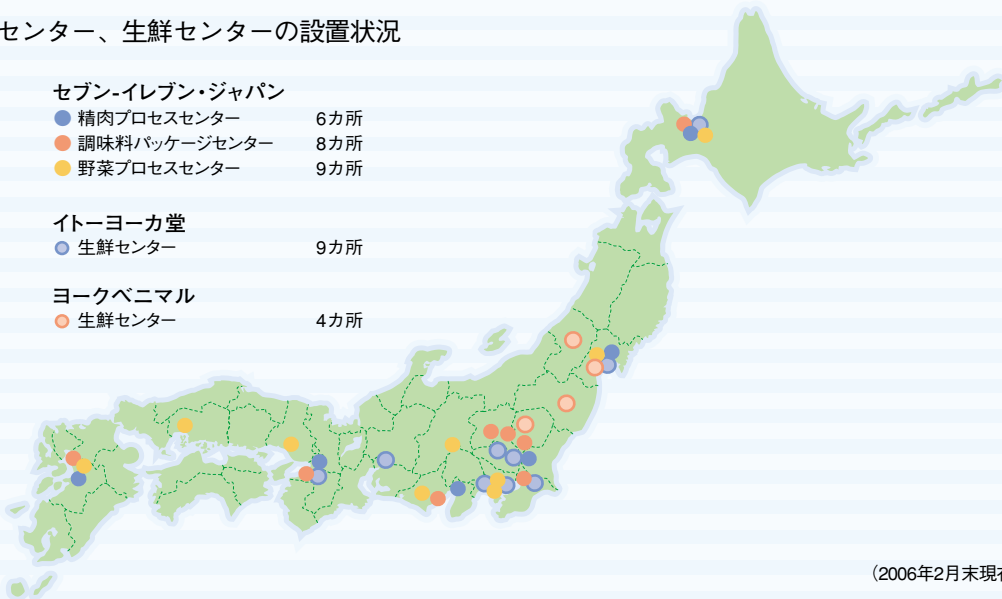 センター、生鮮センターの設置状況
セブン-イレブン・ジャパン
精肉プロセスセンター 6カ所
調味料パッケージセンター 8カ所
野菜プロセスセンター 9カ所
イトーヨーカ堂
生鮮センター 9カ所
ヨークベニマル
生鮮センター 4カ所
（2006年2月末現在